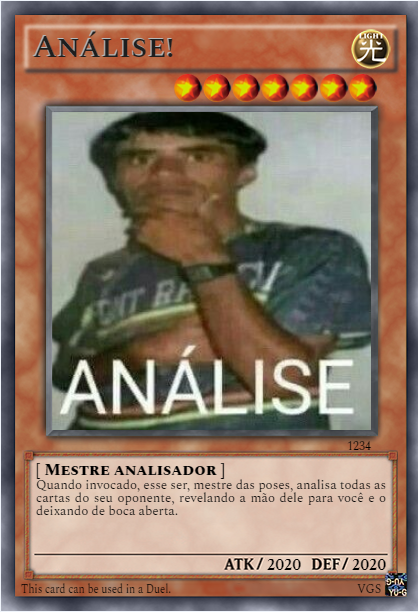 ANÁLISE!
LIGHT
光
ANÁLISE
1234
[ MESTRE ANALISADOR ]
Quando invocado, esse ser, mestre das poses, analisa todas as
cartas do seu oponente, revelando a mão dele para você e o
deixando de boca aberta.
ATK / 2020 DEF / 2020
This card can be used in a Duel. VGS